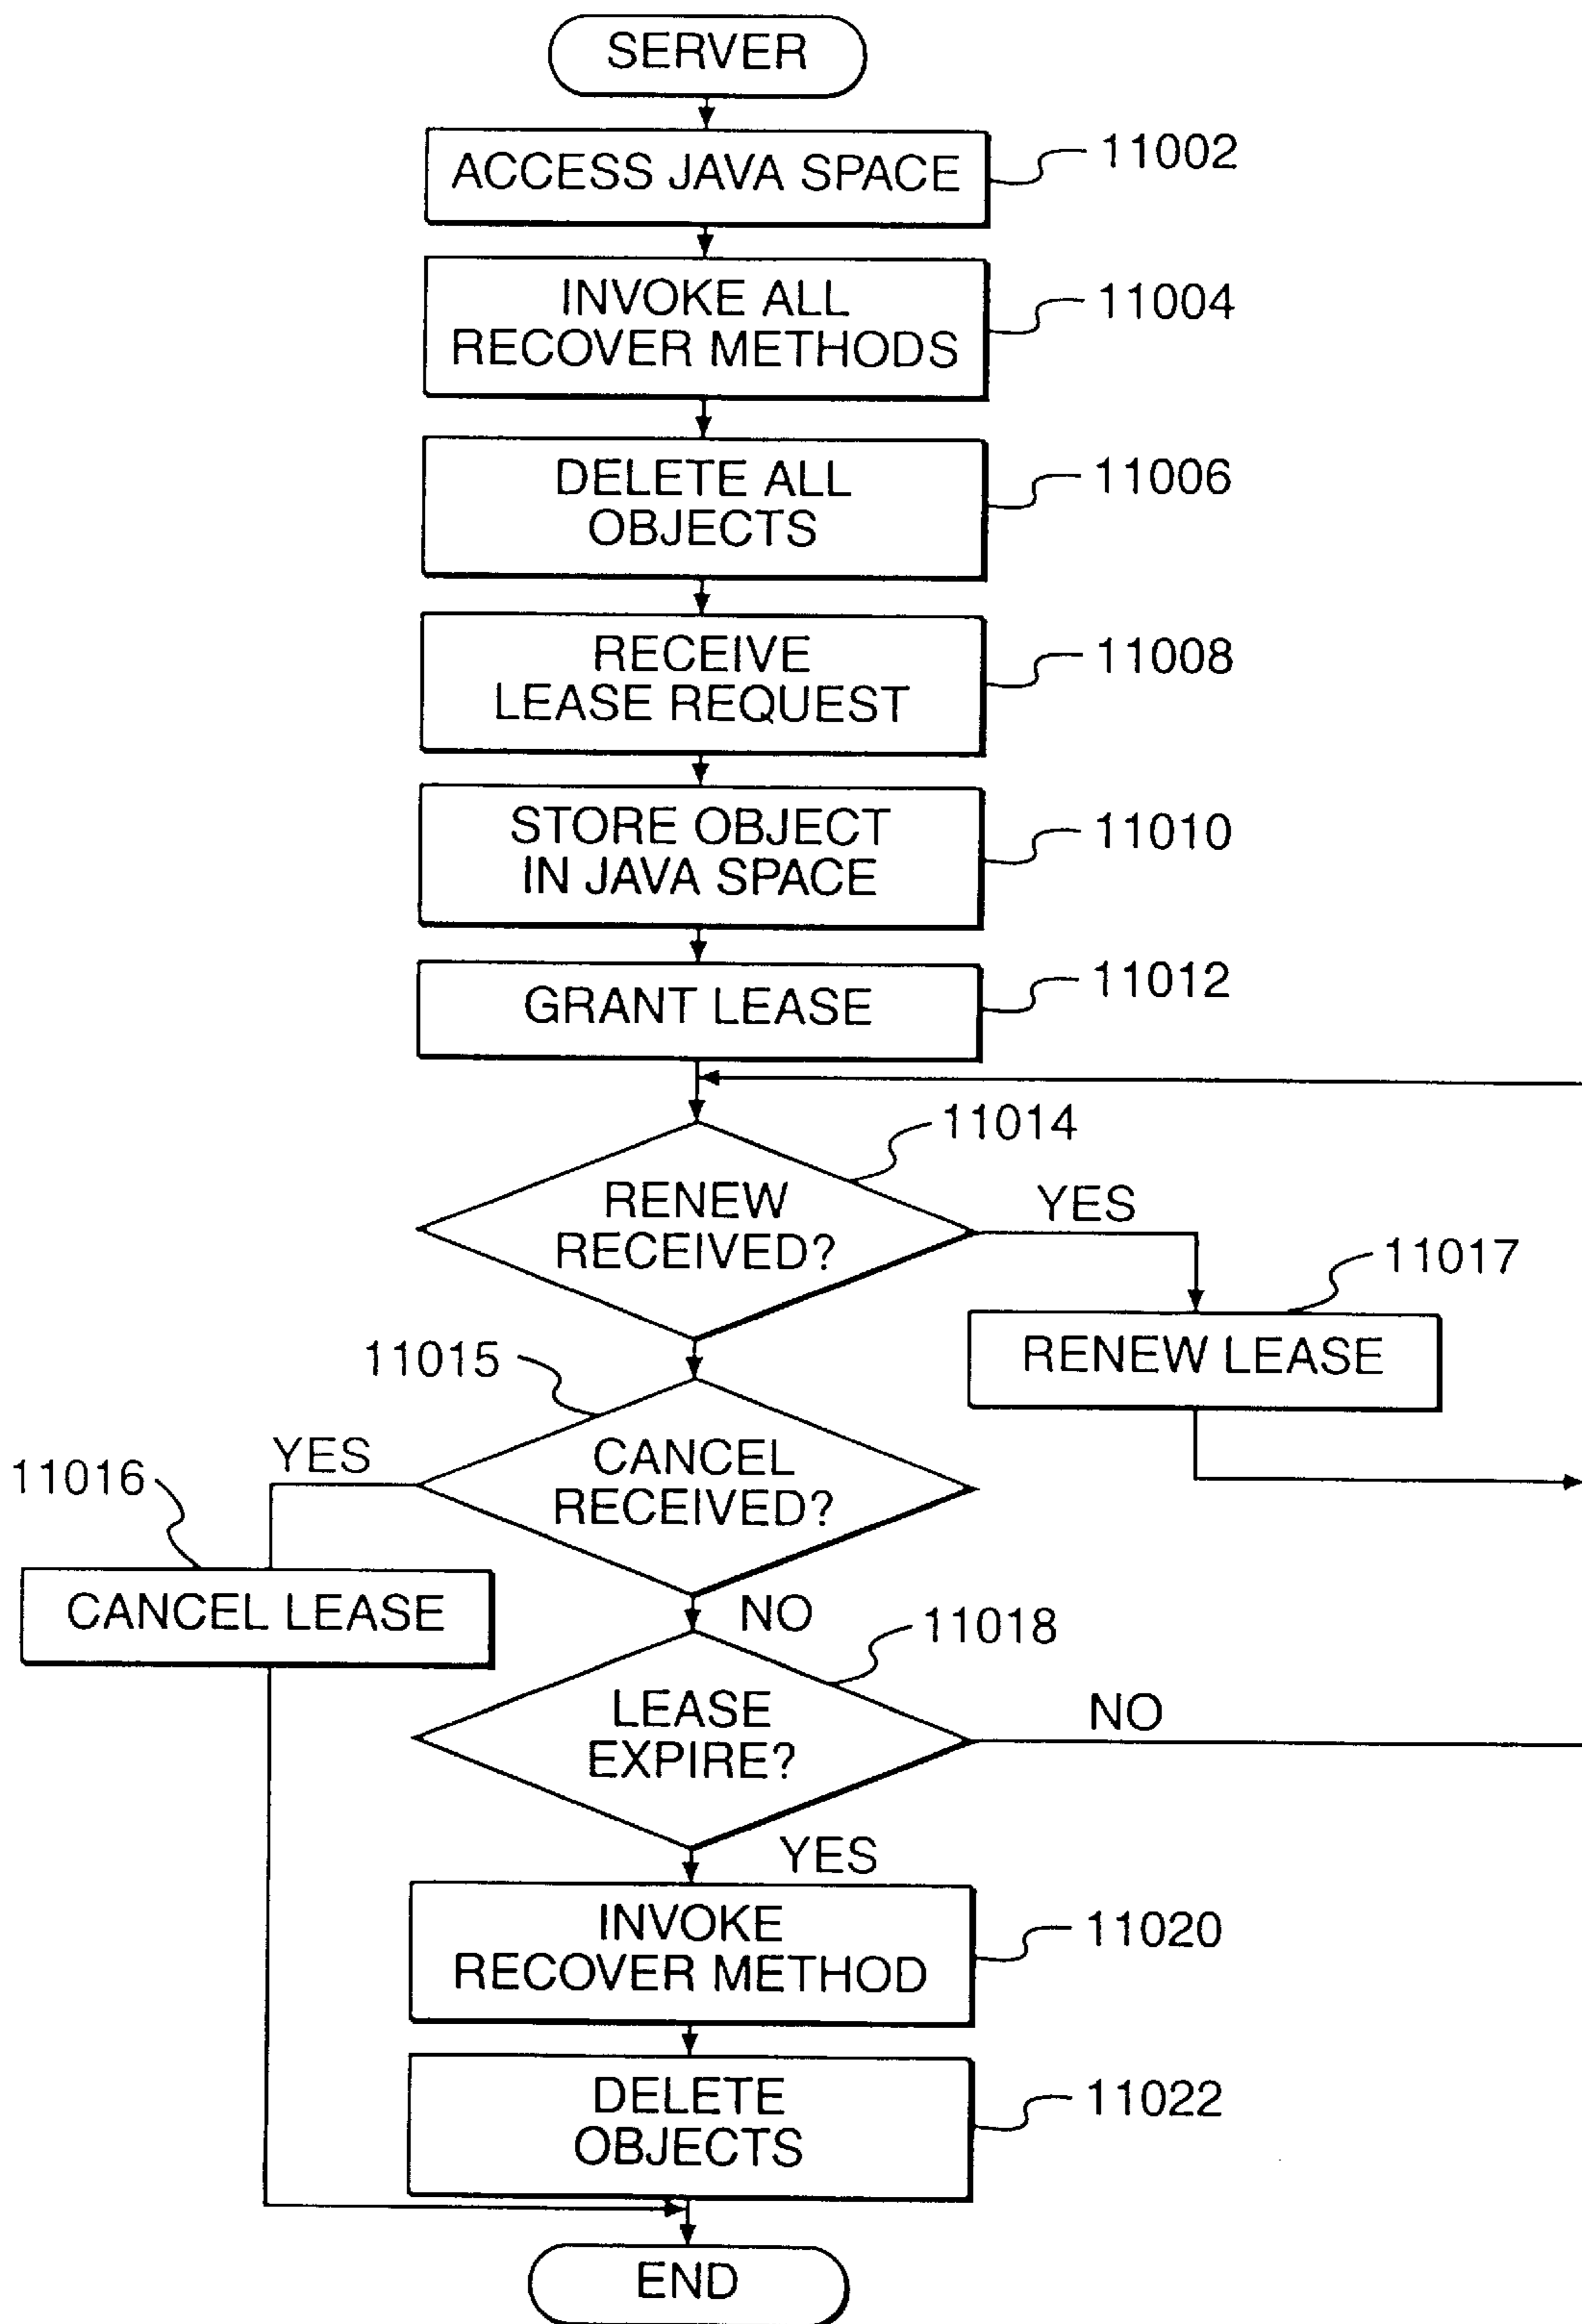 SERVER
ACCESS JAVA SPACE
11002
INVOKE ALL
RECOVER METHODS
11004
DELETE ALL
OBJECTS
11006
RECEIVE
LEASE REQUEST
11008
STORE OBJECT
IN JAVA SPACE
11010
GRANT LEASE
11012
11014
RENEW
RECEIVED?
YES
11017
RENEW LEASE
11015
CANCEL
RECEIVED?
YES
11016
CANCEL LEASE
NO
11018
LEASE
EXPIRE?
NO
YES
INVOKE
RECOVER METHOD
11020
DELETE
OBJECTS
11022
END